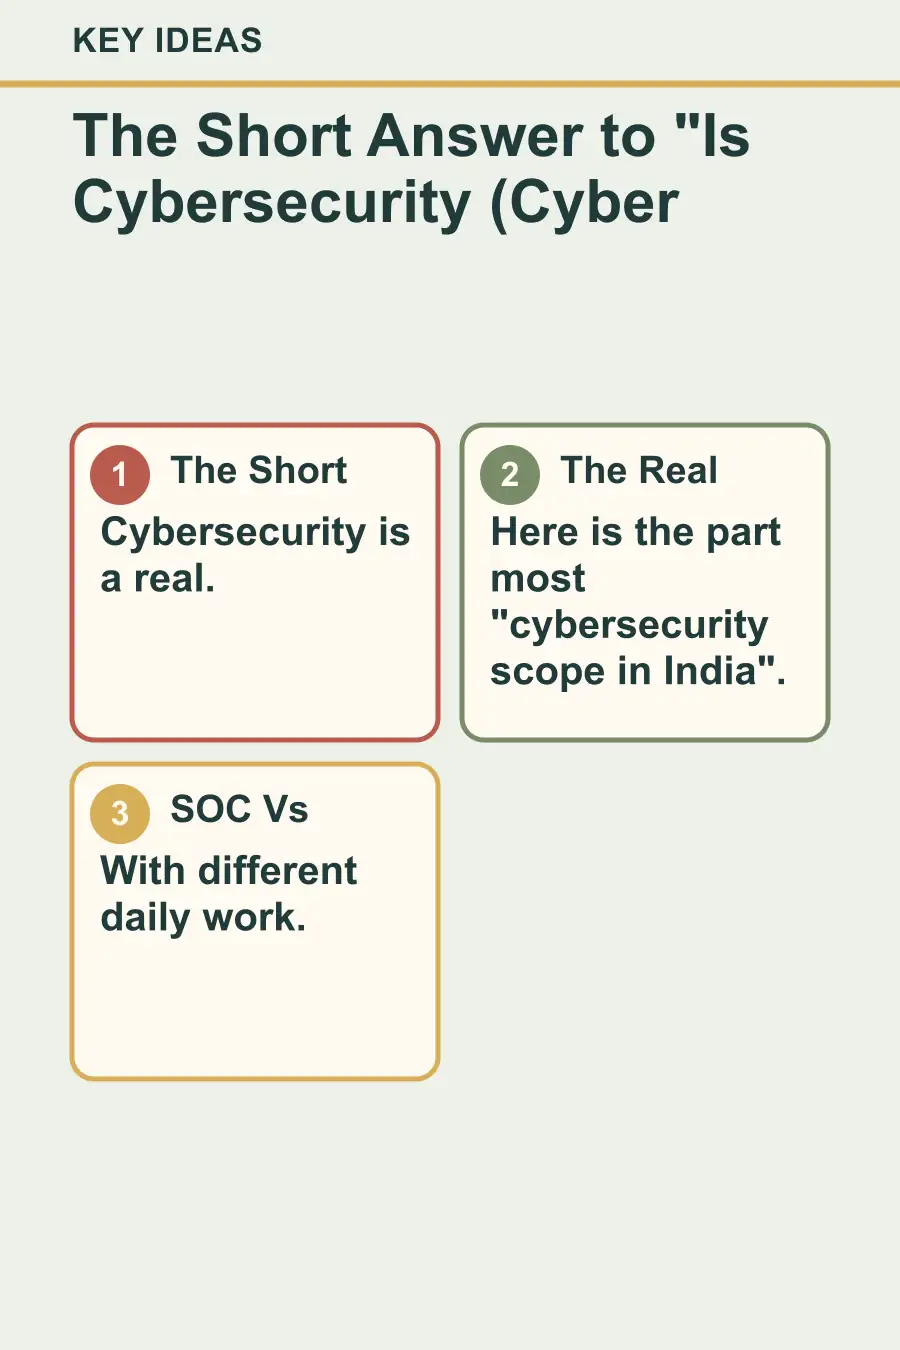 KEY IDEAS
The Short Answer to "Is
Cybersecurity (Cyber
1 The Short
Cybersecurity is
a real.
2 The Real
Here is the part
most
"cybersecurity
scope in India".
3 SOC Vs
With different
daily work.